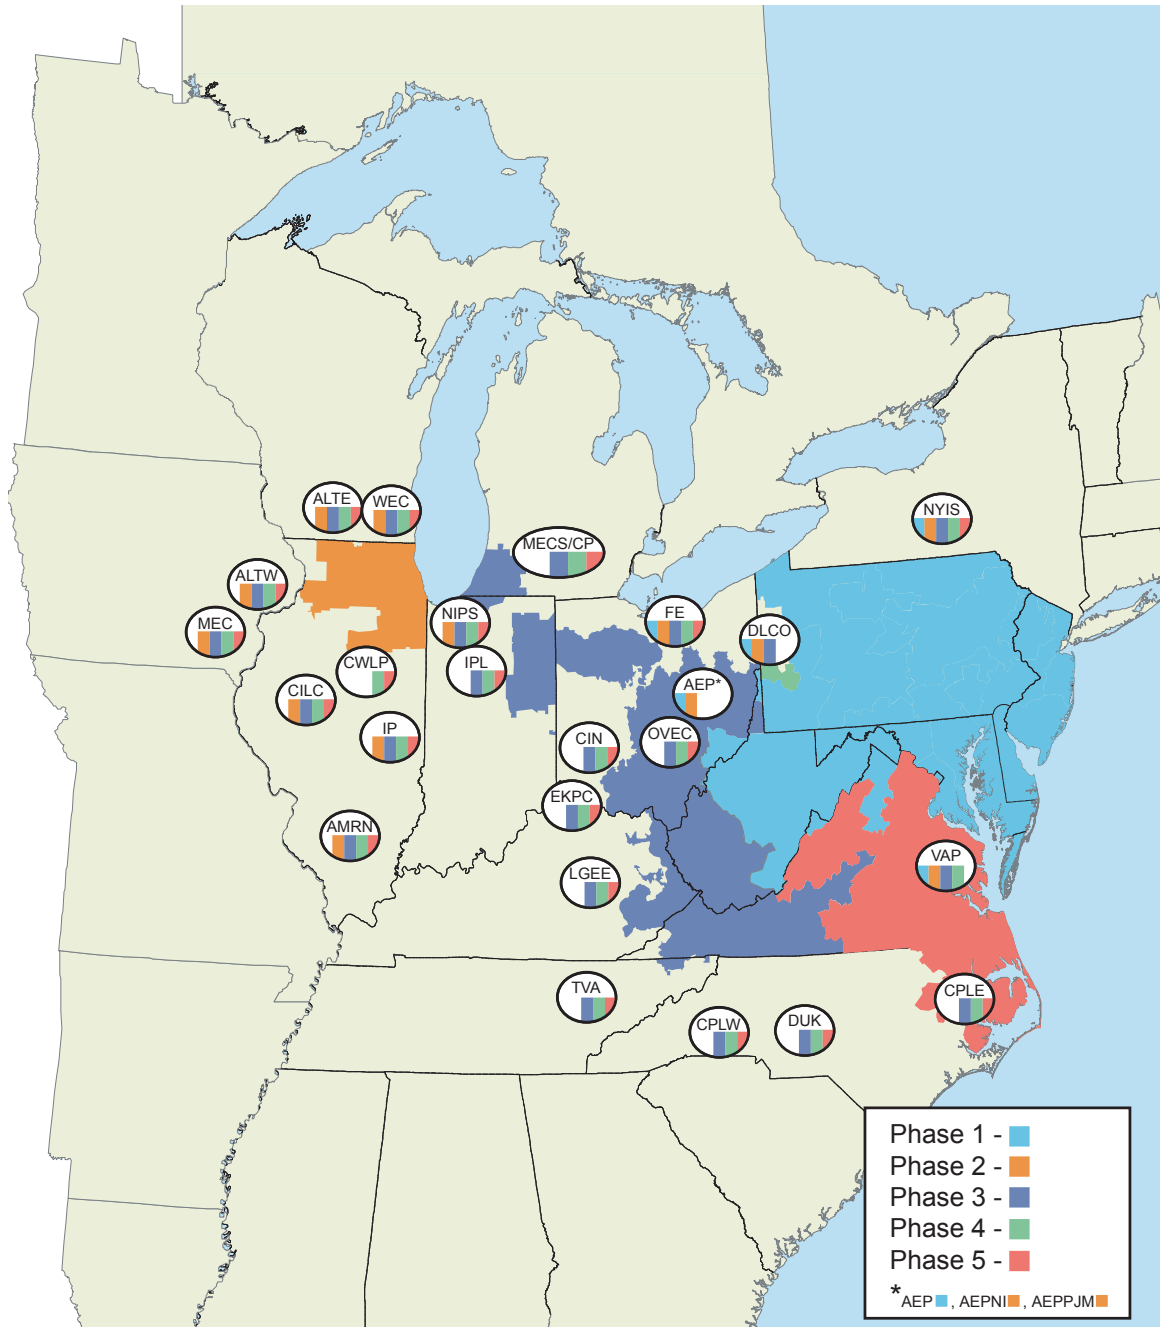 ALTE
WEC
NYIS
MECS/CP
ALTW
NIPS
FE
MEC
DLCO
CWLP
IPL
AEP*
CILC
IP
CIN
OVEC
EKPC
AMRN
LGEE
VAP
TVA
CPLE
CPLW
DUK
Phase 1 -
Phase 2 -
Phase 3 -
Phase 4 -
Phase 5 -
*AEP , AEPNI , AEPPJM